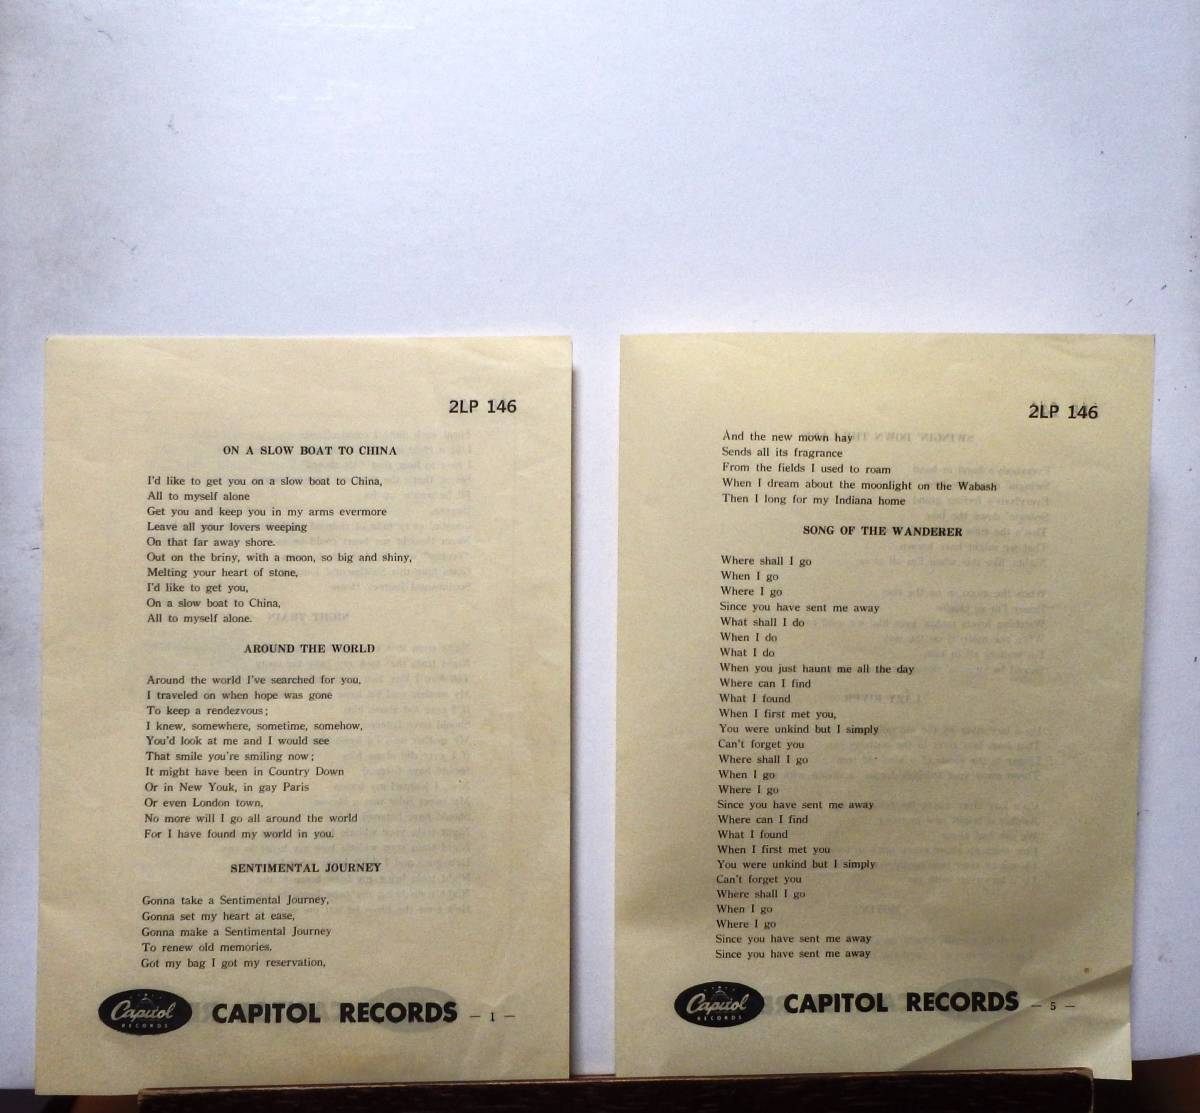 2LP 146
ON A SLOW BOAT TO CHINA
I'd like to get you on a slow boat to China,
All to myself alone
Get you and keep you in my arms evermore
Leave all your lovers weeping
On that far away shore.
Out on the briny, with a moon, so big and shiny,
Melting your heart of stone,
I'd like to get you,
On a slow boat to China,
All to myself alone.
AROUND THE WORLD
Around the world I've searched for you,
I traveled on when hope was gone
To keep a rendezvous;
I knew, somewhere, sometime, somehow,
You'd look at me and I would see
That smile you're smiling now;
It might have been in Country Down
Or in New Youk, in gay Paris
Or even London town,
No more will I go all around the world
For I have found my world in you.
SENTIMENTAL JOURNEY
Gonna take a Sentimental Journey,
Gonna set my heart at ease,
Gonna make a Sentimental Journey
To renew old memories.
Got my bag I got my reservation,
Capitol
RECORDS
CAPITOL RECORDS
— 1 —
2LP 146
And the new mown hay
Sends all its fragrance
From the fields I used to roam
When I dream about the moonlight on the Wabash
Then I long for my Indiana home
SONG OF THE WANDERER
Where shall I go
When I go
Where I go
Since you have sent me away
What shall I do
When I do
What I do
When you just haunt me all the day
Where can I find
What I found
When I first met you,
You were unkind but I simply
Can't forget you
Where shall I go
When I go
Where I go
Since you have sent me away
Where can I find
What I found
When I first met you
You were unkind but I simply
Can't forget you
Where shall I go
When I go
Where I go
Since you have sent me away
Since you have sent me away
Capitol
RECORDS
CAPITOL RECORDS
— 5 —